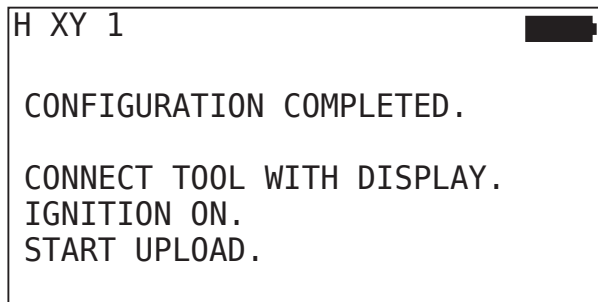 H XY 1
CONFIGURATION COMPLETED.
CONNECT TOOL WITH DISPLAY.
IGNITION ON.
START UPLOAD.